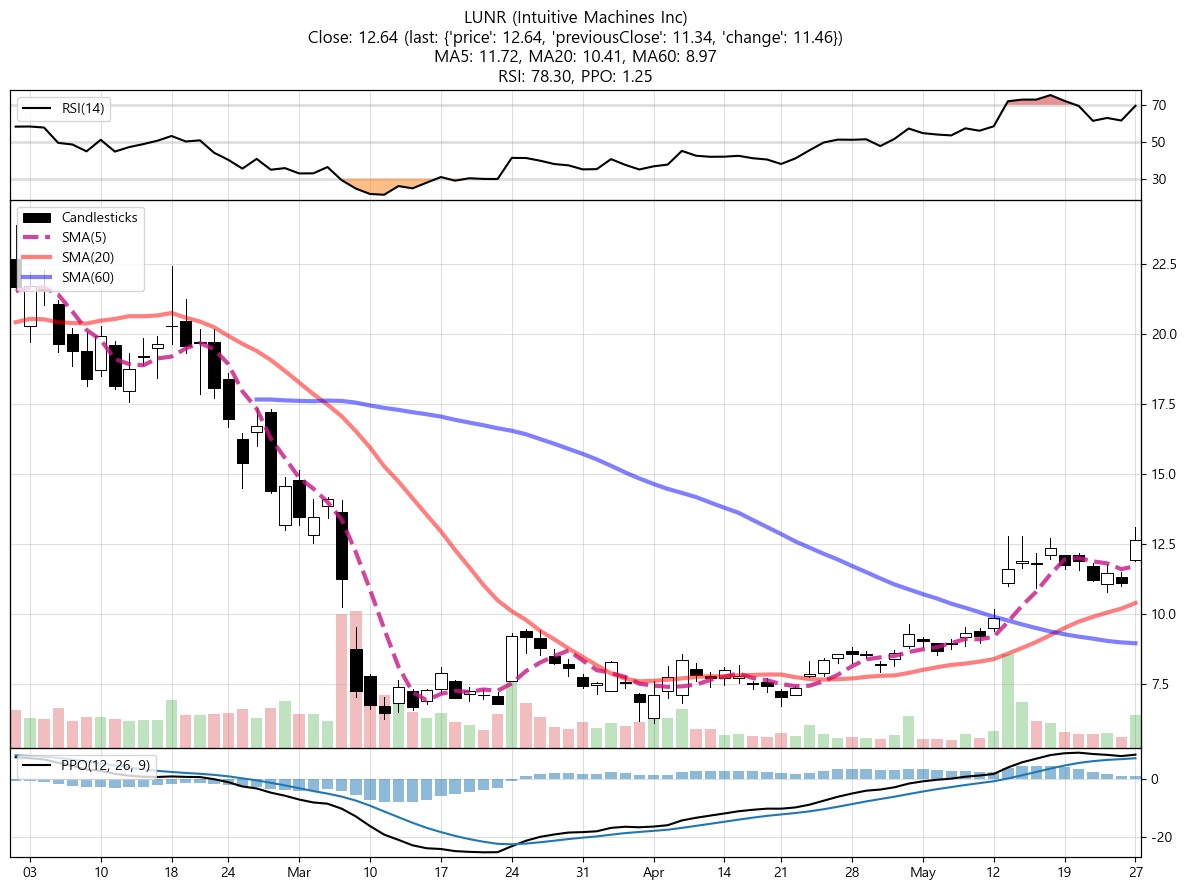 LUNR (Intuitive Machines Inc)
Close: 12.64 (last: {'price': 12.64, 'previousClose': 11.34, 'change': 11.46})
MA5: 11.72, MA20: 10.41, MA60: 8.97
RSI: 78.30, PPO: 1.25
RSI(14)
70
50
30
Candlesticks
SMA(5)
SMA(20)
SMA(60)
22.5
20.0
17.5
15.0
12.5
10.0
7.5
PPO(12, 26, 9)
0
-20
03 10 18 24 Mar 10 17 24 31 Apr 14 21 28 May 12 19 27